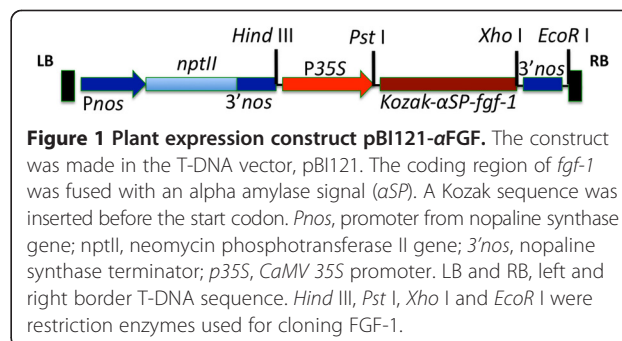 Hind III Pst I Xho I EcoR I
LB nptII P35S 3'nos RB
Pnos 3'nos Kozak-αSP-fgf-1
Figure 1 Plant expression construct pBI121-αFGF. The construct
was made in the T-DNA vector, pBI121. The coding region of fgf-1
was fused with an alpha amylase signal (αSP). A Kozak sequence was
inserted before the start codon. Pnos, promoter from nopaline synthase
gene; nptII, neomycin phosphotransferase II gene; 3'nos, nopaline
synthase terminator; p35S, CaMV 35S promoter. LB and RB, left and
right border T-DNA sequence. Hind III, Pst I, Xho I and EcoR I were
restriction enzymes used for cloning FGF-1.